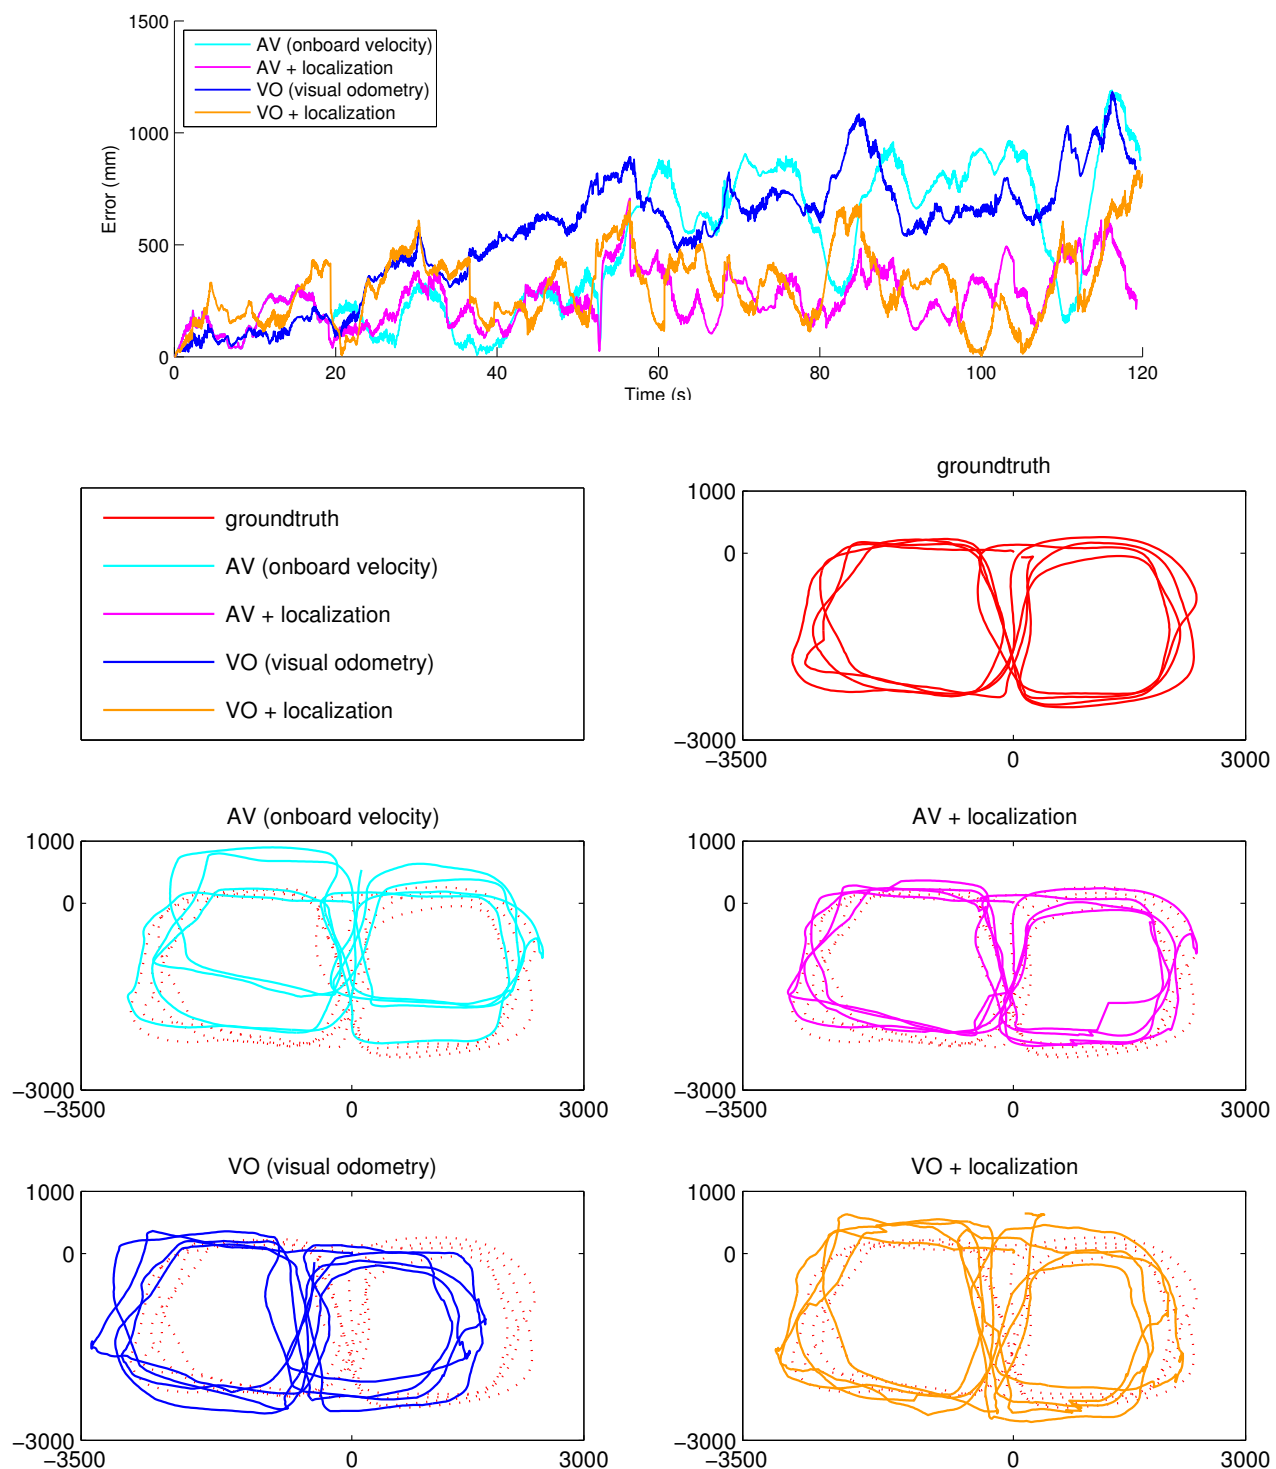 1500
1000
500
0
Error (mm)
AV (onboard velocity)
AV + localization
VO (visual odometry)
VO + localization
0 20 40 60 80 100 120
Time (s)
groundtruth
AV (onboard velocity)
AV + localization
VO (visual odometry)
VO + localization
groundtruth
1000
0
−3000
−3500 0 3000
AV (onboard velocity)
1000
0
−3000
−3500 0 3000
AV + localization
1000
0
−3000
−3500 0 3000
VO (visual odometry)
1000
0
−3000
−3500 0 3000
VO + localization
1000
0
−3000
−3500 0 3000